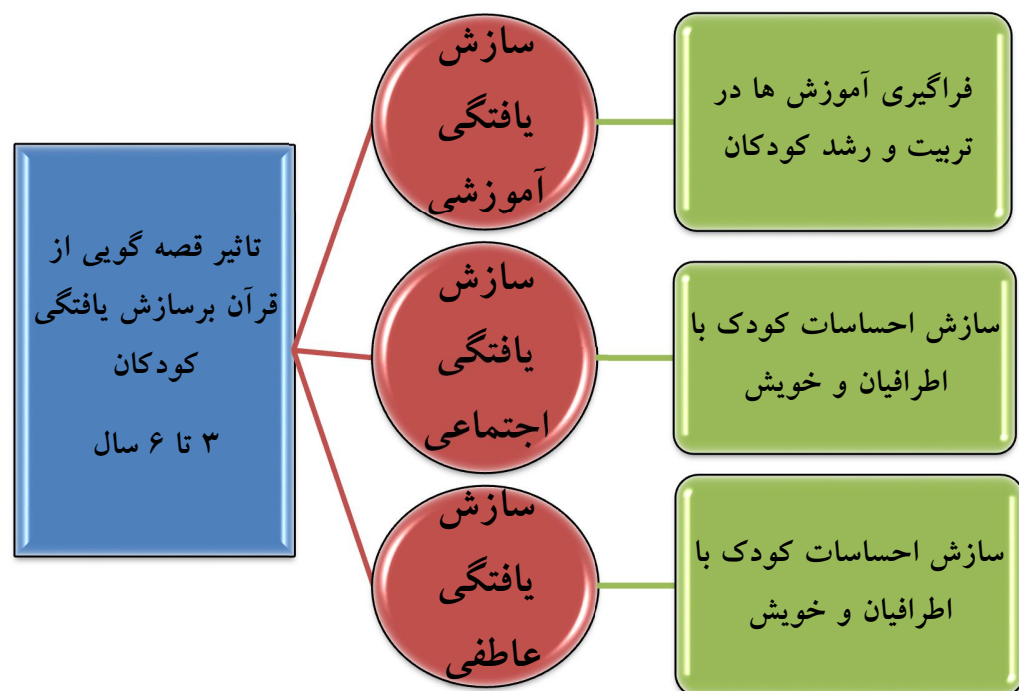 تاثیر قصه گویی از
قرآن برسازش یافتگی
کودکان
۳ تا ۶ سال
سازش
یافتگی
آموزشی
فراگیری آموزش ها در
تربیت و رشد کودکان
سازش
یافتگی
اجتماعی
سازش احساسات کودک با
اطرافیان و خویش
سازش
یافتگی
عاطفی
سازش احساسات کودک با
اطرافیان و خویش